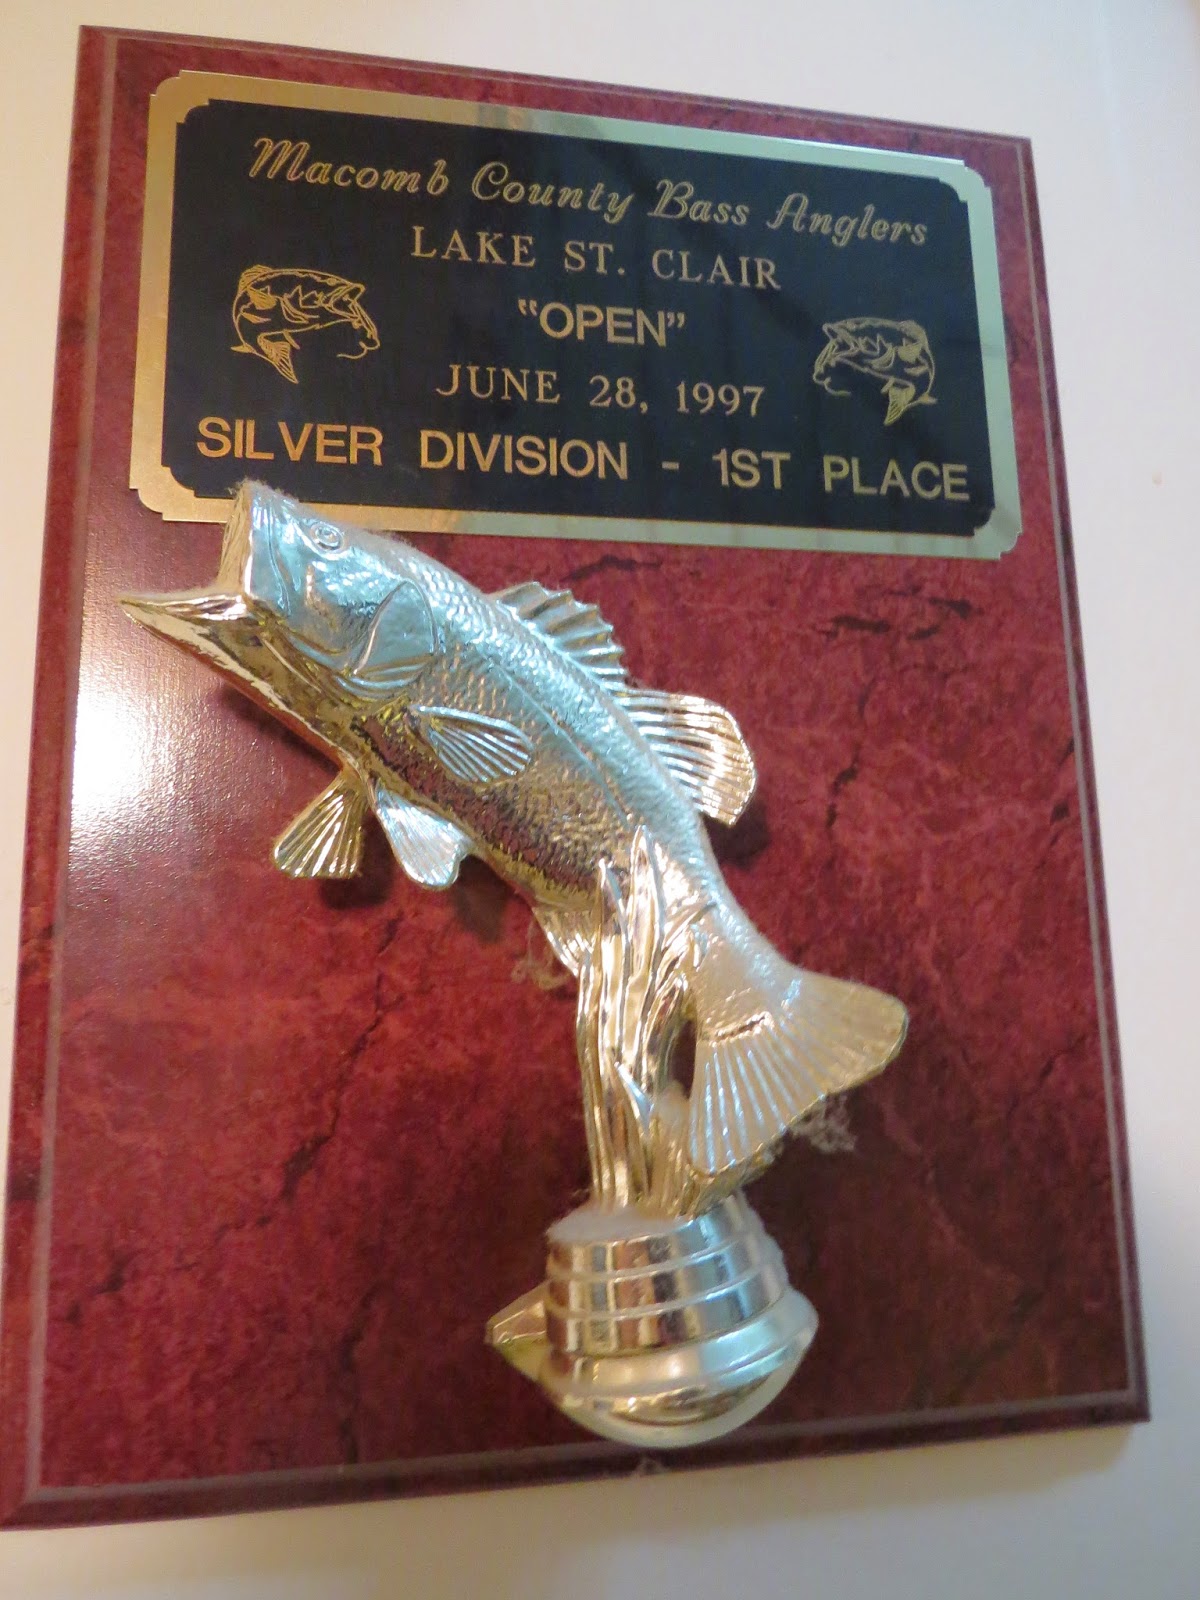 Macomb County Bass Anglers
LAKE ST. CLAIR
"OPEN"
JUNE 28, 1997
SILVER DIVISION - 1ST PLACE